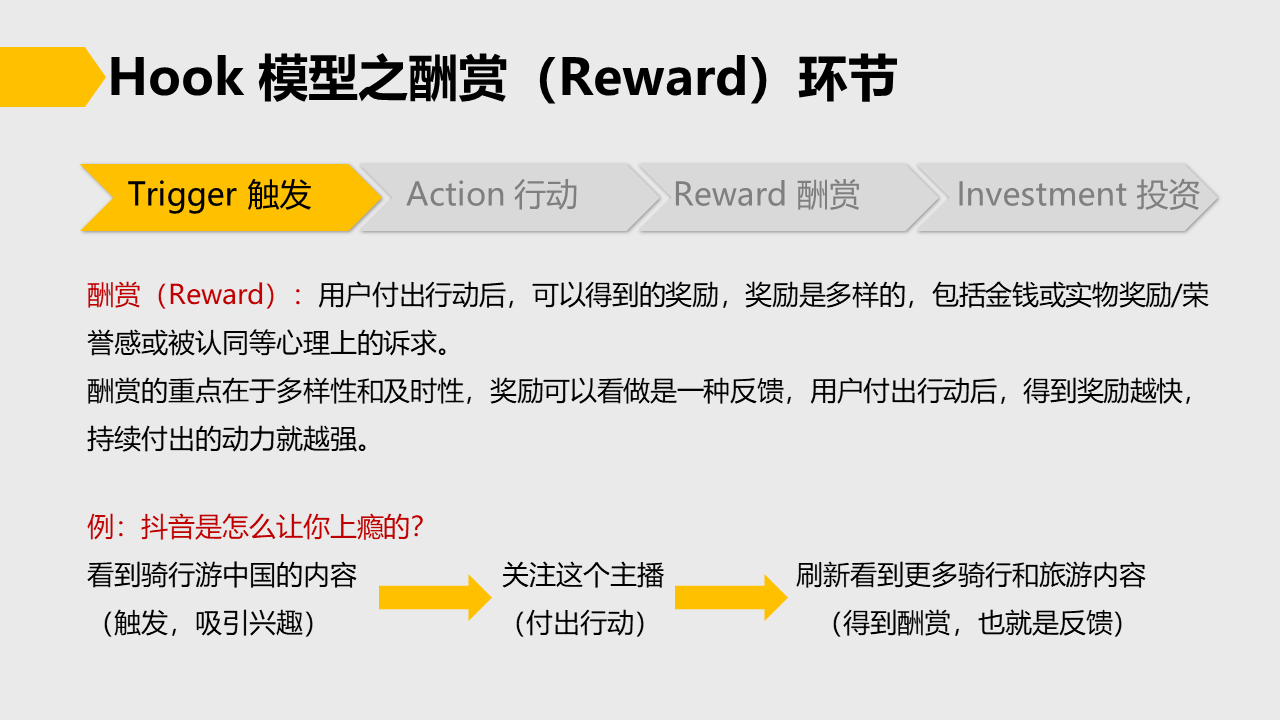 Hook 模型之酬赏（Reward）环节
Trigger 触发
Action 行动
Reward 酬赏
Investment 投资
酬赏（Reward）：用户付出行动后，可以得到的奖励，奖励是多样的，包括金钱或实物奖励/荣
誉感或被认同等心理上的诉求。
酬赏的重点在于多样性和及时性，奖励可以看做是一种反馈，用户付出行动后，得到奖励越快，
持续付出的动力就越强。
例：抖音是怎么让你上瘾的？
看到骑行游中国的内容
（触发，吸引兴趣）
关注这个主播
（付出行动）
刷新看到更多骑行和旅游内容
（得到酬赏，也就是反馈）